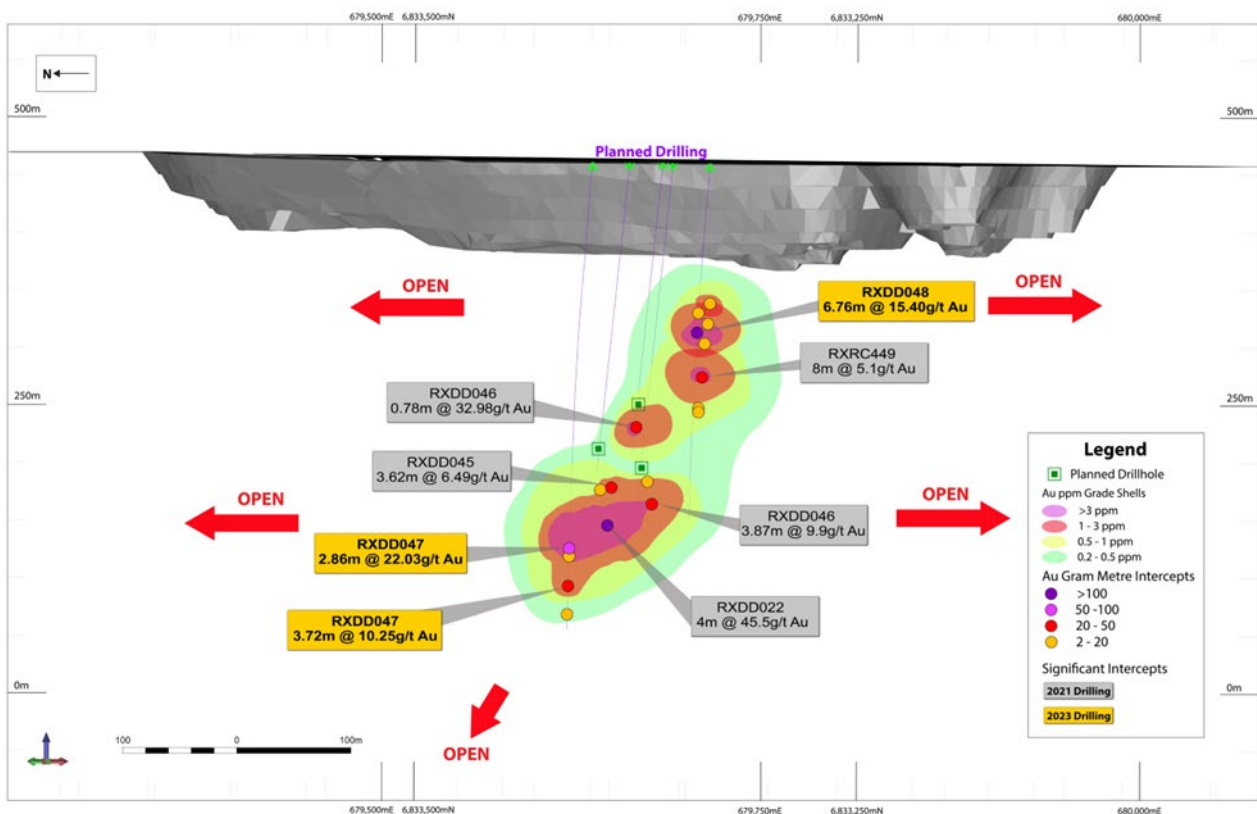 679,500mE 6,833,500mN 679,750mE 6,833,250mN 680,000mE
N
500m 500m
Planned Drilling
OPEN OPEN
RXDD048
6.76m @ 15.40g/t Au
RXRC449
8m @ 5.1g/t Au
RXDD046
0.78m @ 32.98g/t Au
250m 250m
RXDD045
3.62m @ 6.49g/t Au
OPEN OPEN
RXDD046
3.87m @ 9.9g/t Au
RXDD047
2.86m @ 22.03g/t Au
RXDD022
4m @ 45.5g/t Au
RXDD047
3.72m @ 10.25g/t Au
Legend
Planned Drillhole
Au ppm Grade Shells
>3 ppm
1 - 3 ppm
0.5 - 1 ppm
0.2 - 0.5 ppm
Au Gram Metre Intercepts
>100
50 -100
20 - 50
2 - 20
Significant Intercepts
2021 Drilling
2023 Drilling
0m 0m
100 0 100m
OPEN
679,500mE 6,833,500mN 679,750mE 6,833,250mN 680,000mE